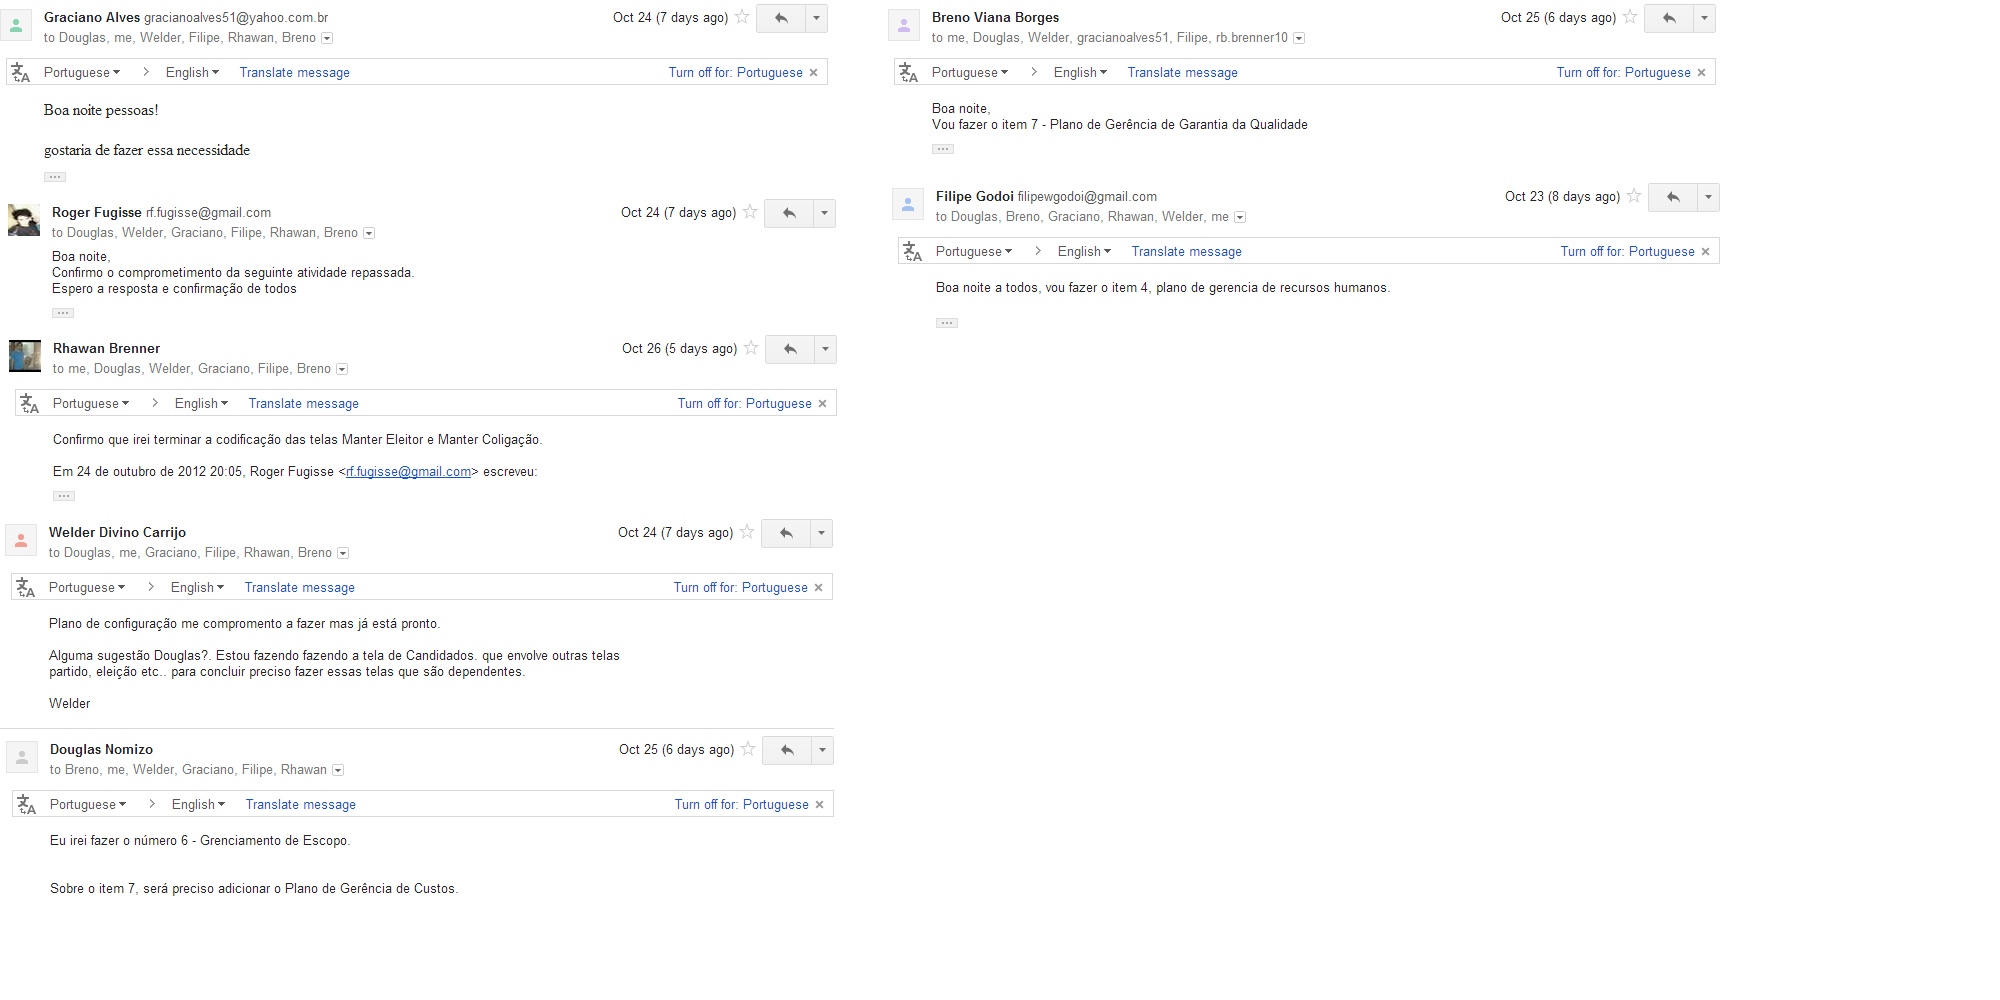 Graciano Alves gracianoalves51@yahoo.com.br Oct 24 (7 days ago)
to Douglas, me, Welder, Filipe, Rhawan, Breno
Portuguese > English Translate message Turn off for: Portuguese ×
Boa noite pessoas!
gostaria de fazer essa necessidade
Roger Fugisse rf.fugisse@gmail.com Oct 24 (7 days ago)
to Douglas, Welder, Graciano, Filipe, Rhawan, Breno
Boa noite,
Confirmo o comprometimento da seguinte atividade repassada.
Espero a resposta e confirmação de todos
Rhawan Brenner Oct 26 (5 days ago)
to me, Douglas, Welder, Graciano, Filipe, Breno
Portuguese > English Translate message Turn off for: Portuguese ×
Confirmo que irei terminar a codificação das telas Manter Eleitor e Manter Coligação.
Em 24 de outubro de 2012 20:05, Roger Fugisse <rf.fugisse@gmail.com> escreveu:
Welder Divino Carrijo Oct 24 (7 days ago)
to Douglas, me, Graciano, Filipe, Rhawan, Breno
Portuguese > English Translate message Turn off for: Portuguese ×
Plano de configuração me compromento a fazer mas já está pronto.
Alguma sugestão Douglas?. Estou fazendo fazendo a tela de Candidados. que envolve outras telas
partido, eleição etc.. para concluir preciso fazer essas telas que são dependentes.
Welder
Douglas Nomizo Oct 25 (6 days ago)
to Breno, me, Welder, Graciano, Filipe, Rhawan
Portuguese > English Translate message Turn off for: Portuguese ×
Eu irei fazer o número 6 - Grenciamento de Escopo.
Sobre o item 7, será preciso adicionar o Plano de Gerência de Custos.
Breno Viana Borges Oct 25 (6 days ago)
to me, Douglas, Welder, gracianoalves51, Filipe, rb.brenner10
Portuguese > English Translate message Turn off for: Portuguese ×
Boa noite,
Vou fazer o item 7 - Plano de Gerência de Garantia da Qualidade
Filipe Godoi filipewgodoi@gmail.com Oct 23 (8 days ago)
to Douglas, Breno, Graciano, Rhawan, Welder, me
Portuguese > English Translate message Turn off for: Portuguese ×
Boa noite a todos, vou fazer o item 4, plano de gerencia de recursos humanos.